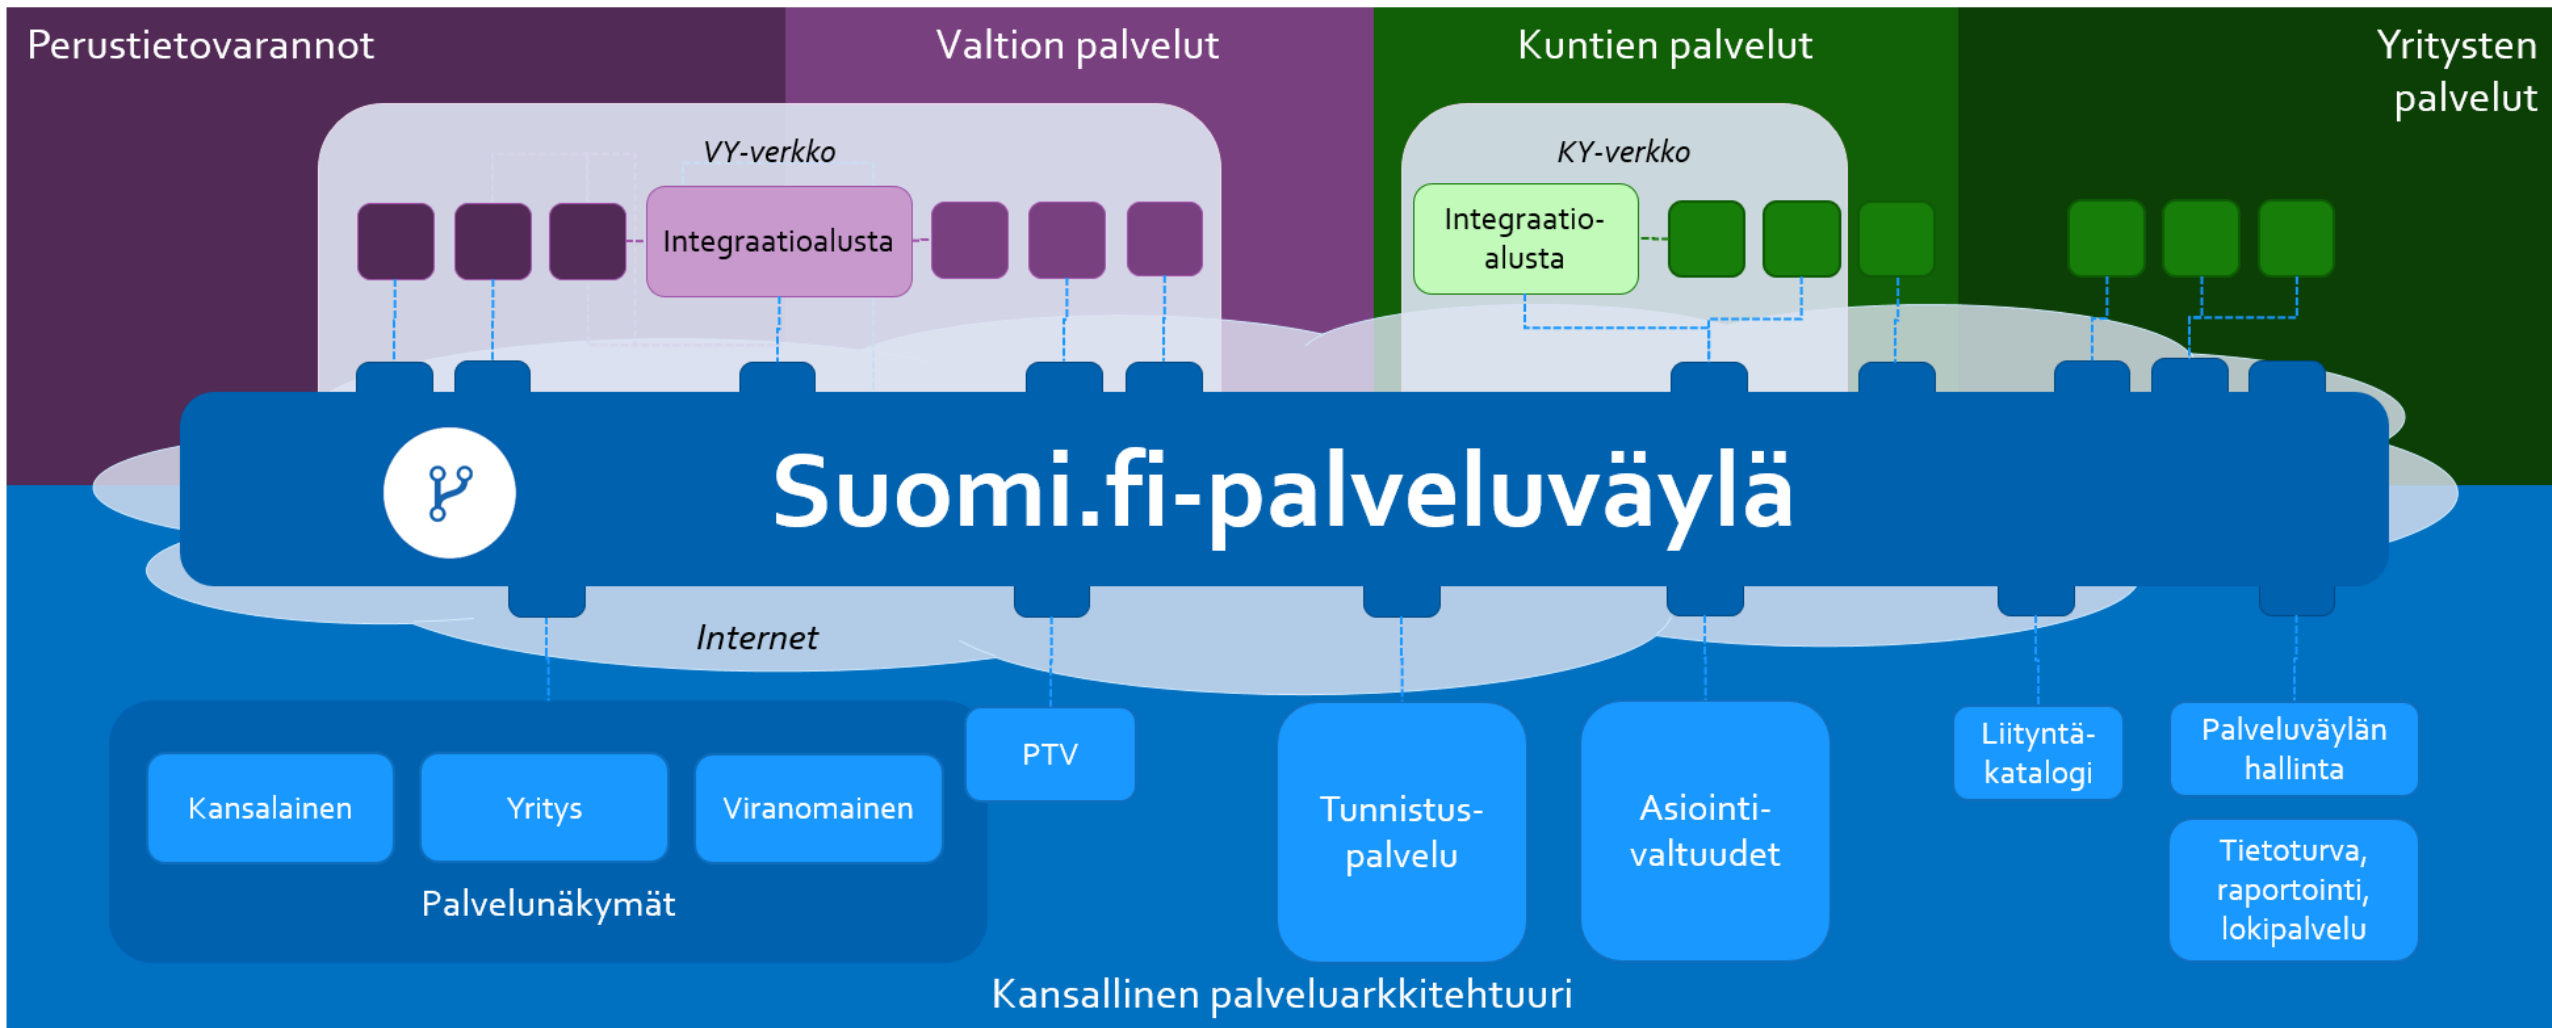 Perustietovarannot
Valtion palvelut
Kuntien palvelut
Yritysten
palvelut
VY-verkko
KY-verkko
Integraatioalusta
Integraatio-
alusta
Suomi.fi-palveluväylä
Internet
Kansalainen
Yritys
Viranomainen
Palvelunäkymät
PTV
Tunnistus-
palvelu
Asiointi-
valtuudet
Liityntä-
katalogi
Palveluväylän
hallinta
Tietoturva,
raportointi,
lokipalvelu
Kansallinen palveluarkkitehtuuri